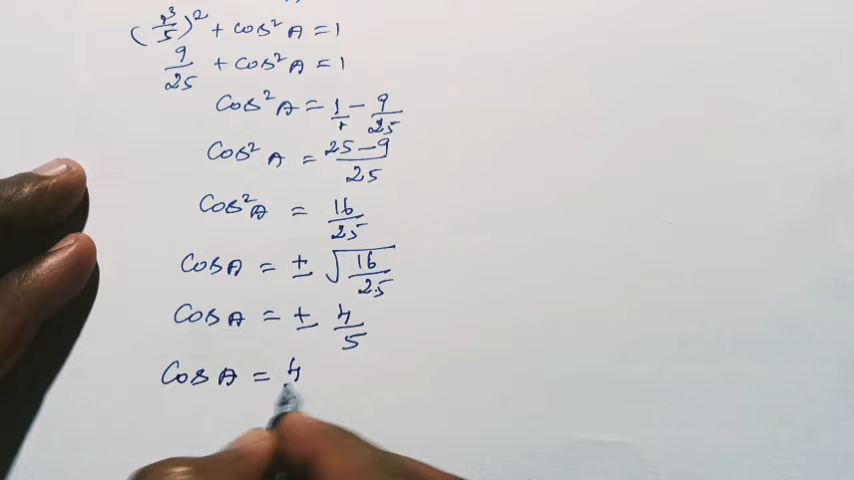 (3/5)² + cos²A = 1
9/25 + cos²A = 1
cos²A = 1/1 - 9/25
cos²A = 25-9/25
cos²A = 16/25
cosA = ± √16/25
cosA = ± 4/5
cosA = 4